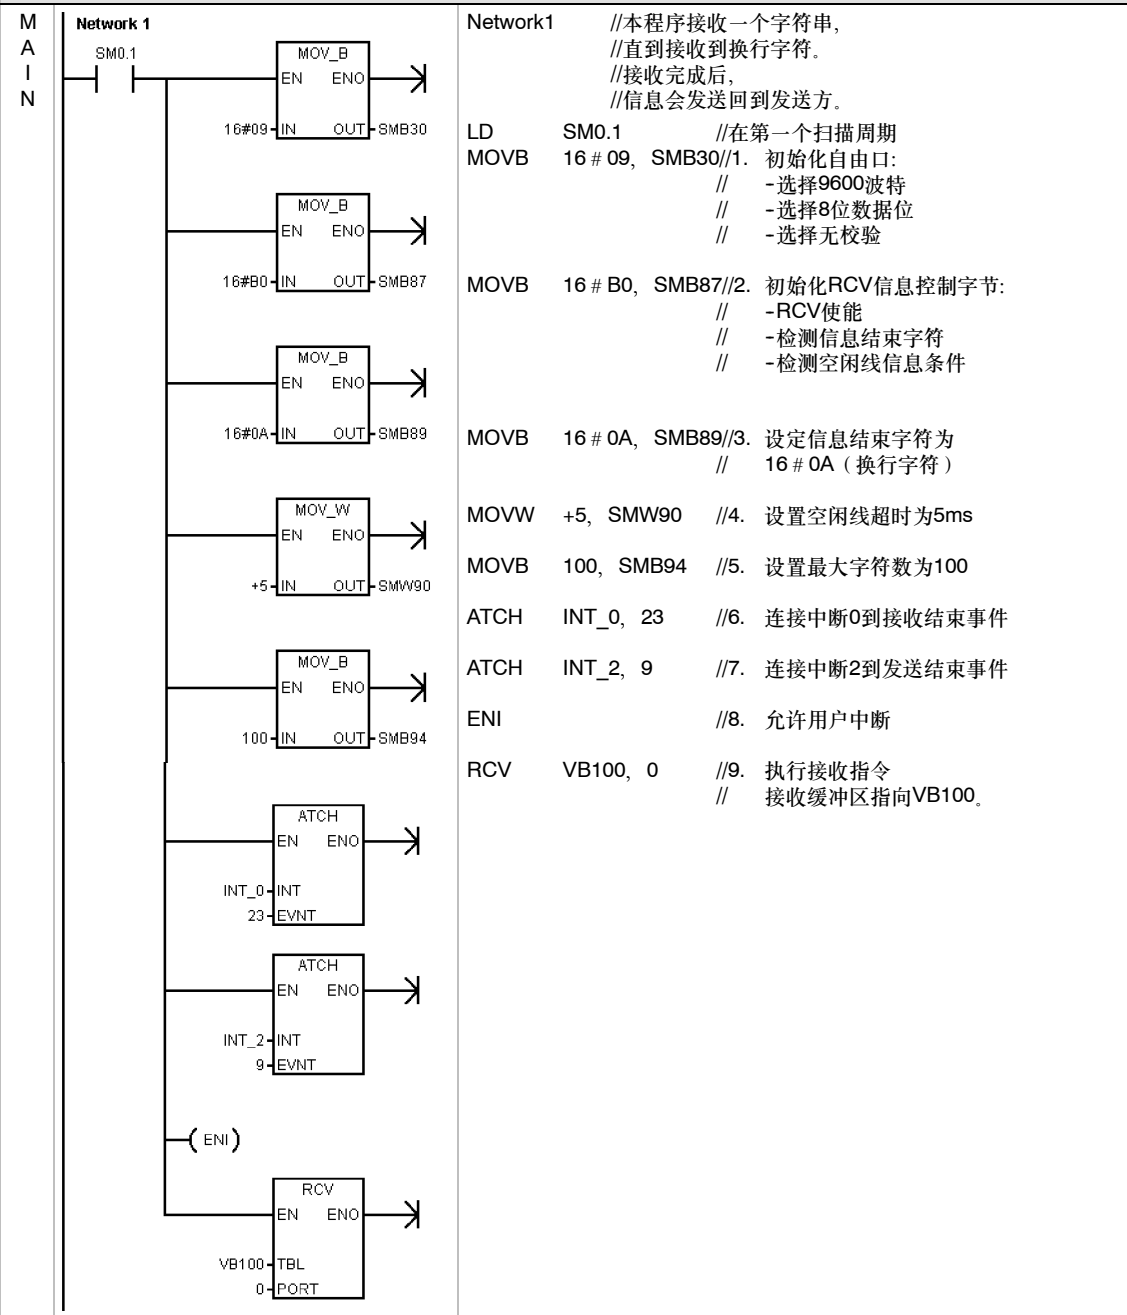 M
A
I
N
Network 1
SM0.1
MOV_B
EN ENO
16#09 IN OUT SMB30
MOV_B
EN ENO
16#B0 IN OUT SMB87
MOV_B
EN ENO
16#0A IN OUT SMB89
MOV_W
EN ENO
+5 IN OUT SMW90
MOV_B
EN ENO
100 IN OUT SMB94
ATCH
EN ENO
INT_0 INT
23 EVNT
ATCH
EN ENO
INT_2 INT
9 EVNT
( ENI )
RCV
EN ENO
VB100 TBL
0 PORT
Network1 //本程序接收一个字符串,
//直到接收到换行字符。
//接收完成后,
//信息会发送回到发送方。
LD SM0.1 //在第一个扫描周期
MOVB 16#09, SMB30//1. 初始化自由口:
// -选择9600波特
// -选择8位数据位
// -选择无校验
MOVB 16#B0, SMB87//2. 初始化RCV信息控制字节:
// -RCV使能
// -检测信息结束字符
// -检测空闲线信息条件
MOVB 16#0A, SMB89//3. 设定信息结束字符为
// 16#0A(换行字符)
MOVW +5, SMW90 //4. 设置空闲线超时为5ms
MOVB 100, SMB94 //5. 设置最大字符数为100
ATCH INT_0, 23 //6. 连接中断0到接收结束事件
ATCH INT_2, 9 //7. 连接中断2到发送结束事件
ENI //8. 允许用户中断
RCV VB100, 0 //9. 执行接收指令
// 接收缓冲区指向VB100。